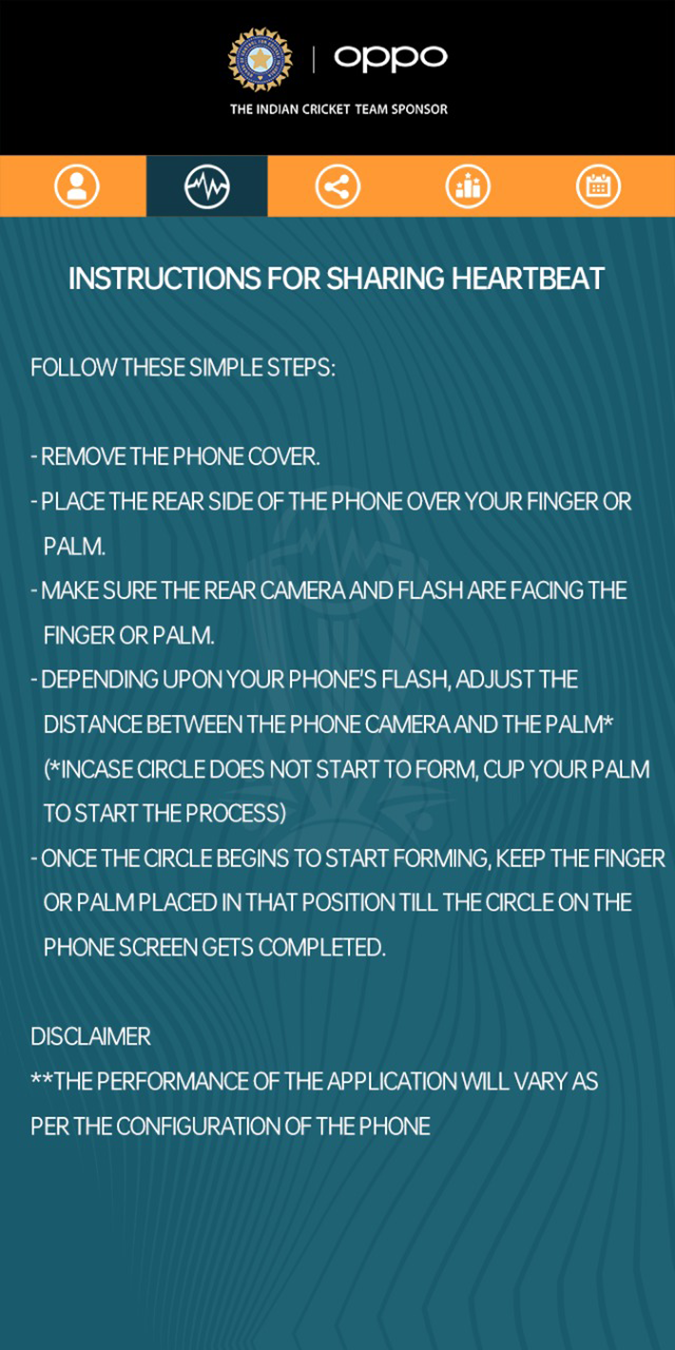 oppo
THE INDIAN CRICKET TEAM SPONSOR
INSTRUCTIONS FOR SHARING HEARTBEAT
FOLLOW THESE SIMPLE STEPS:
- REMOVE THE PHONE COVER.
- PLACE THE REAR SIDE OF THE PHONE OVER YOUR FINGER OR
PALM.
- MAKE SURE THE REAR CAMERA AND FLASH ARE FACING THE
FINGER OR PALM.
- DEPENDING UPON YOUR PHONE'S FLASH, ADJUST THE
DISTANCE BETWEEN THE PHONE CAMERA AND THE PALM*
(*INCASE CIRCLE DOES NOT START TO FORM, CUP YOUR PALM
TO START THE PROCESS)
- ONCE THE CIRCLE BEGINS TO START FORMING, KEEP THE FINGER
OR PALM PLACED IN THAT POSITION TILL THE CIRCLE ON THE
PHONE SCREEN GETS COMPLETED.
DISCLAIMER
**THE PERFORMANCE OF THE APPLICATION WILL VARY AS
PER THE CONFIGURATION OF THE PHONE